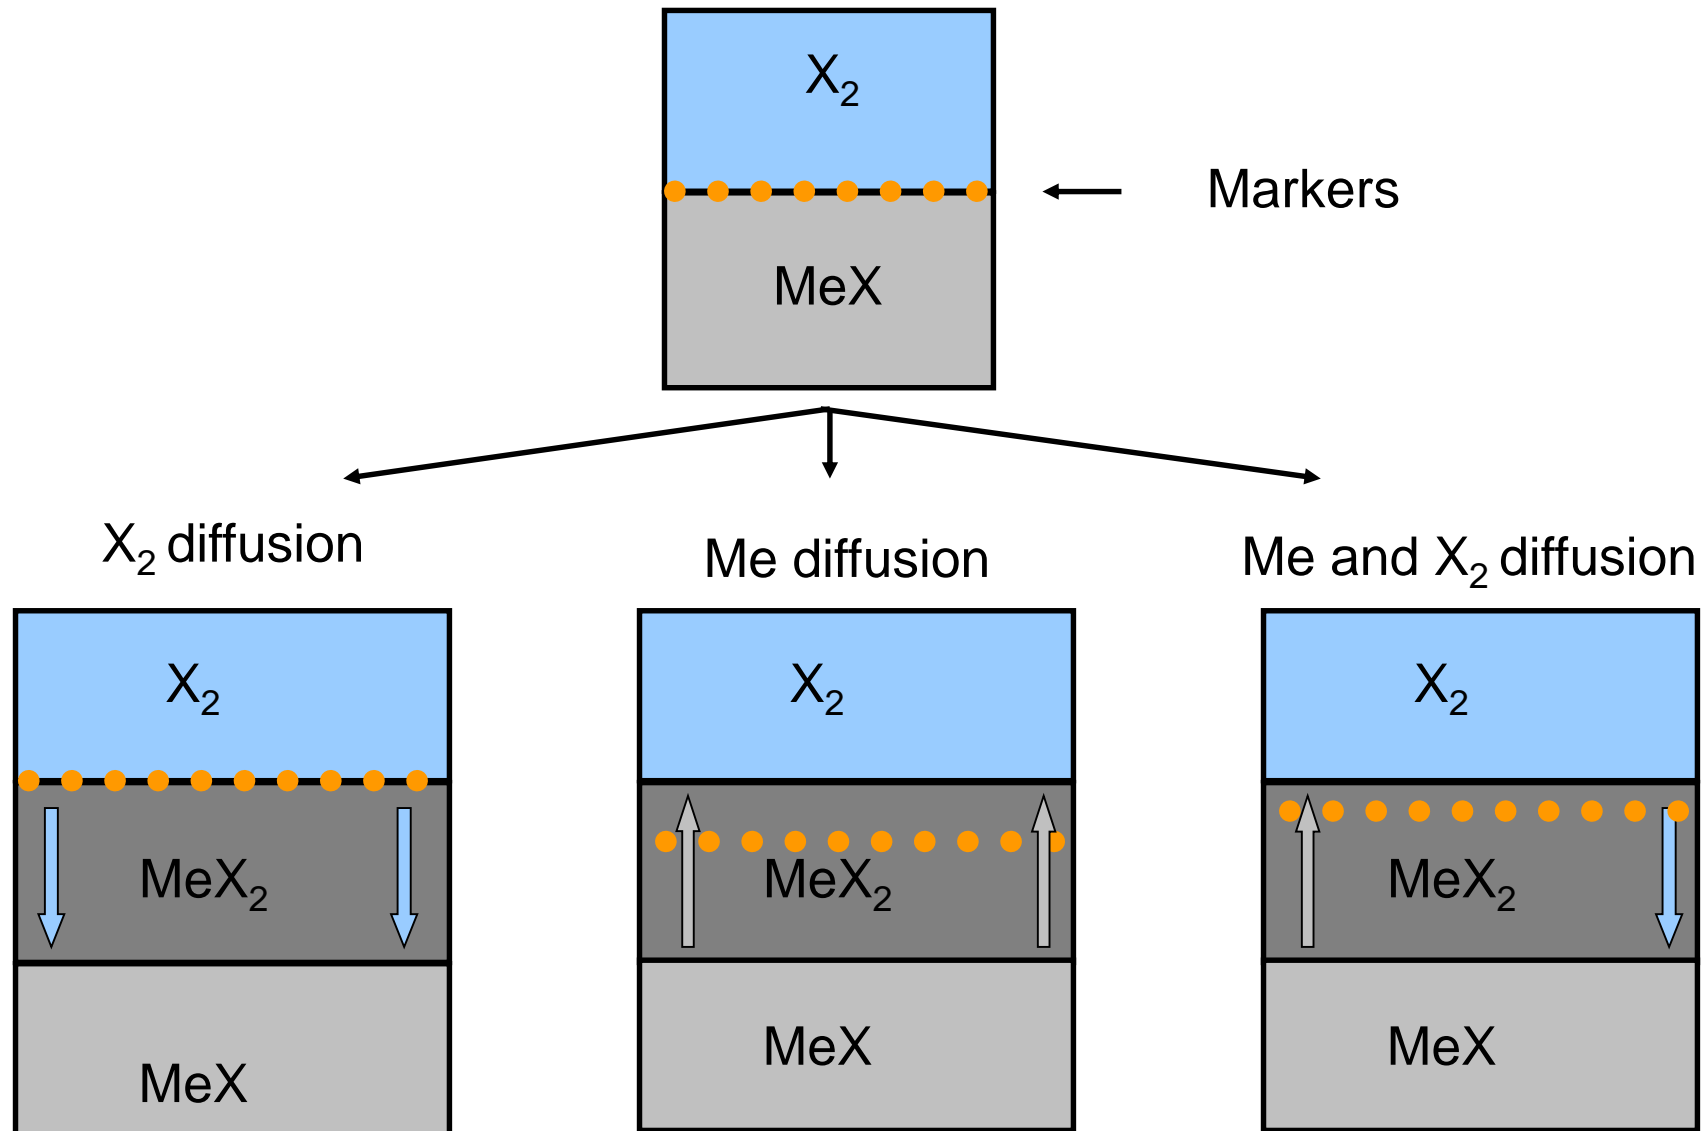 X₂
Markers
MeX
X₂ diffusion
Me diffusion
Me and X₂ diffusion
X₂
X₂
X₂
MeX₂
MeX₂
MeX₂
MeX
MeX
MeX